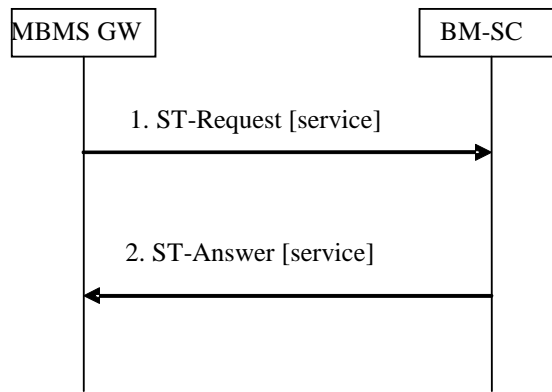 MBMS GW
BM-SC
1. ST-Request [service]
2. ST-Answer [service]